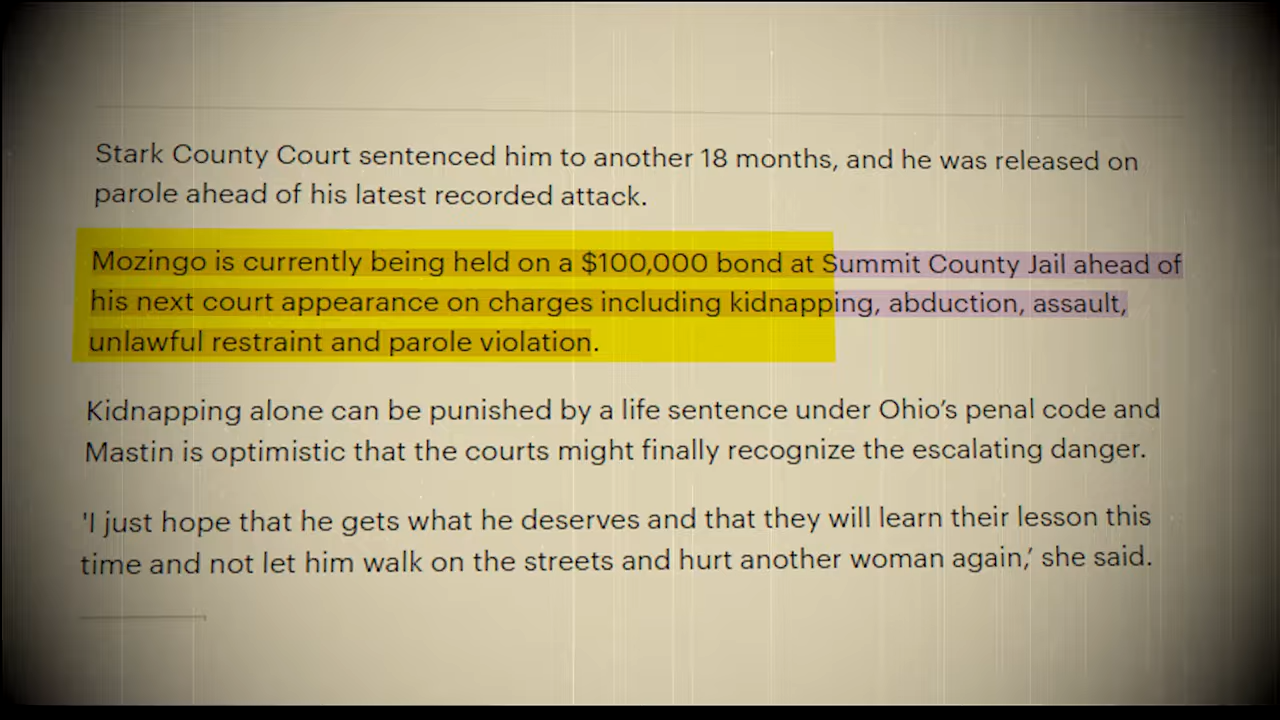 Stark County Court sentenced him to another 18 months, and he was released on
parole ahead of his latest recorded attack.
Mozingo is currently being held on a $100,000 bond at Summit County Jail ahead of
his next court appearance on charges including kidnapping, abduction, assault,
unlawful restraint and parole violation.
Kidnapping alone can be punished by a life sentence under Ohio’s penal code and
Mastin is optimistic that the courts might finally recognize the escalating danger.
'I just hope that he gets what he deserves and that they will learn their lesson this
time and not let him walk on the streets and hurt another woman again,’ she said.